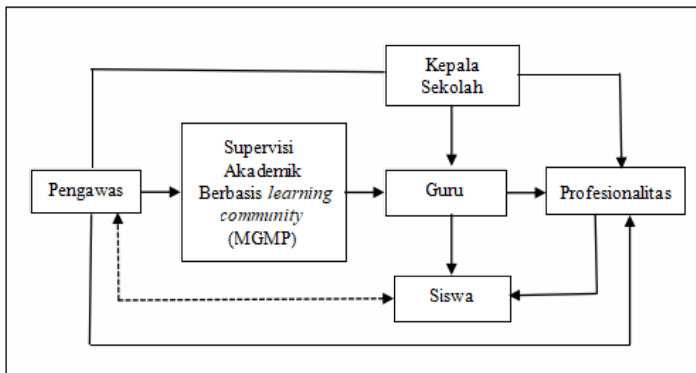 Kepala
Sekolah
Supervisi
Akademik
Berbasis learning
community
(MGMP)
Pengawas
Guru
Profesionalitas
Siswa